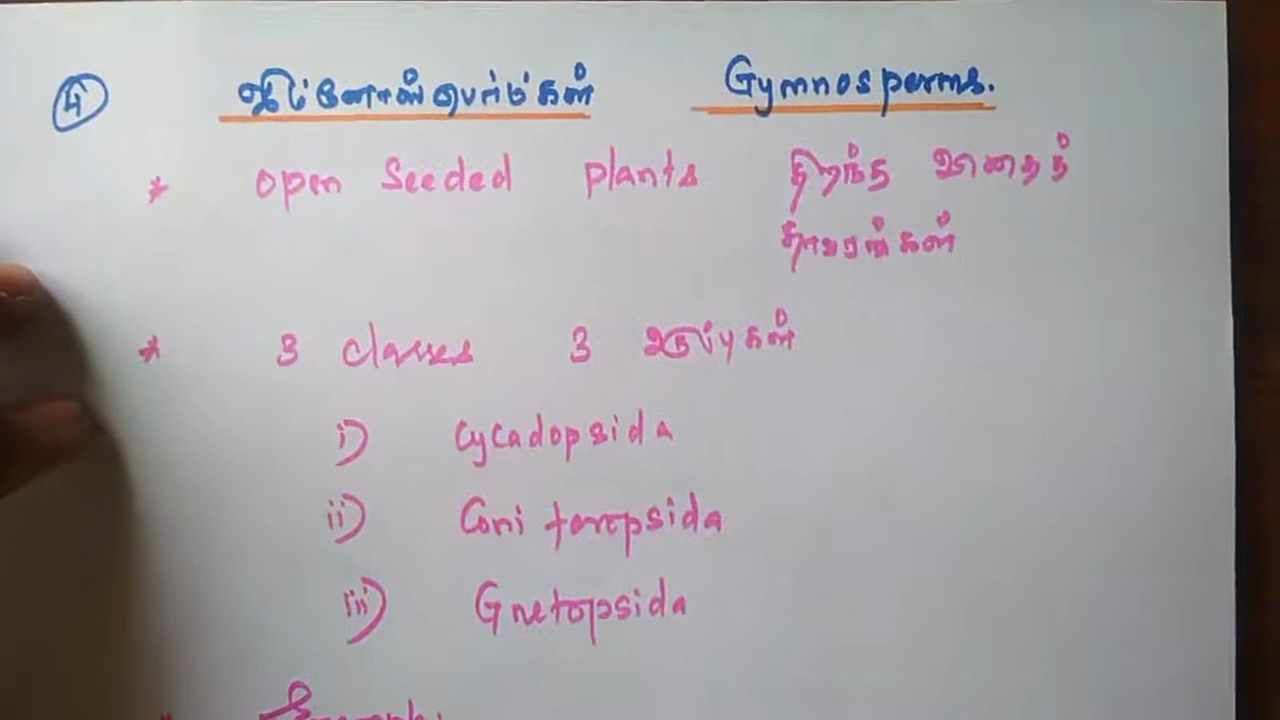 4 ஜிம்னோஸ்பெர்ம்கள் Gymnosperms.
* open seeded plants திறந்த விதைத்
தாவரங்கள்
* 3 classes 3 வகுப்புகள்
i) Cycadopsida
ii) Coniferopsida
iii) Gnetopsida
*